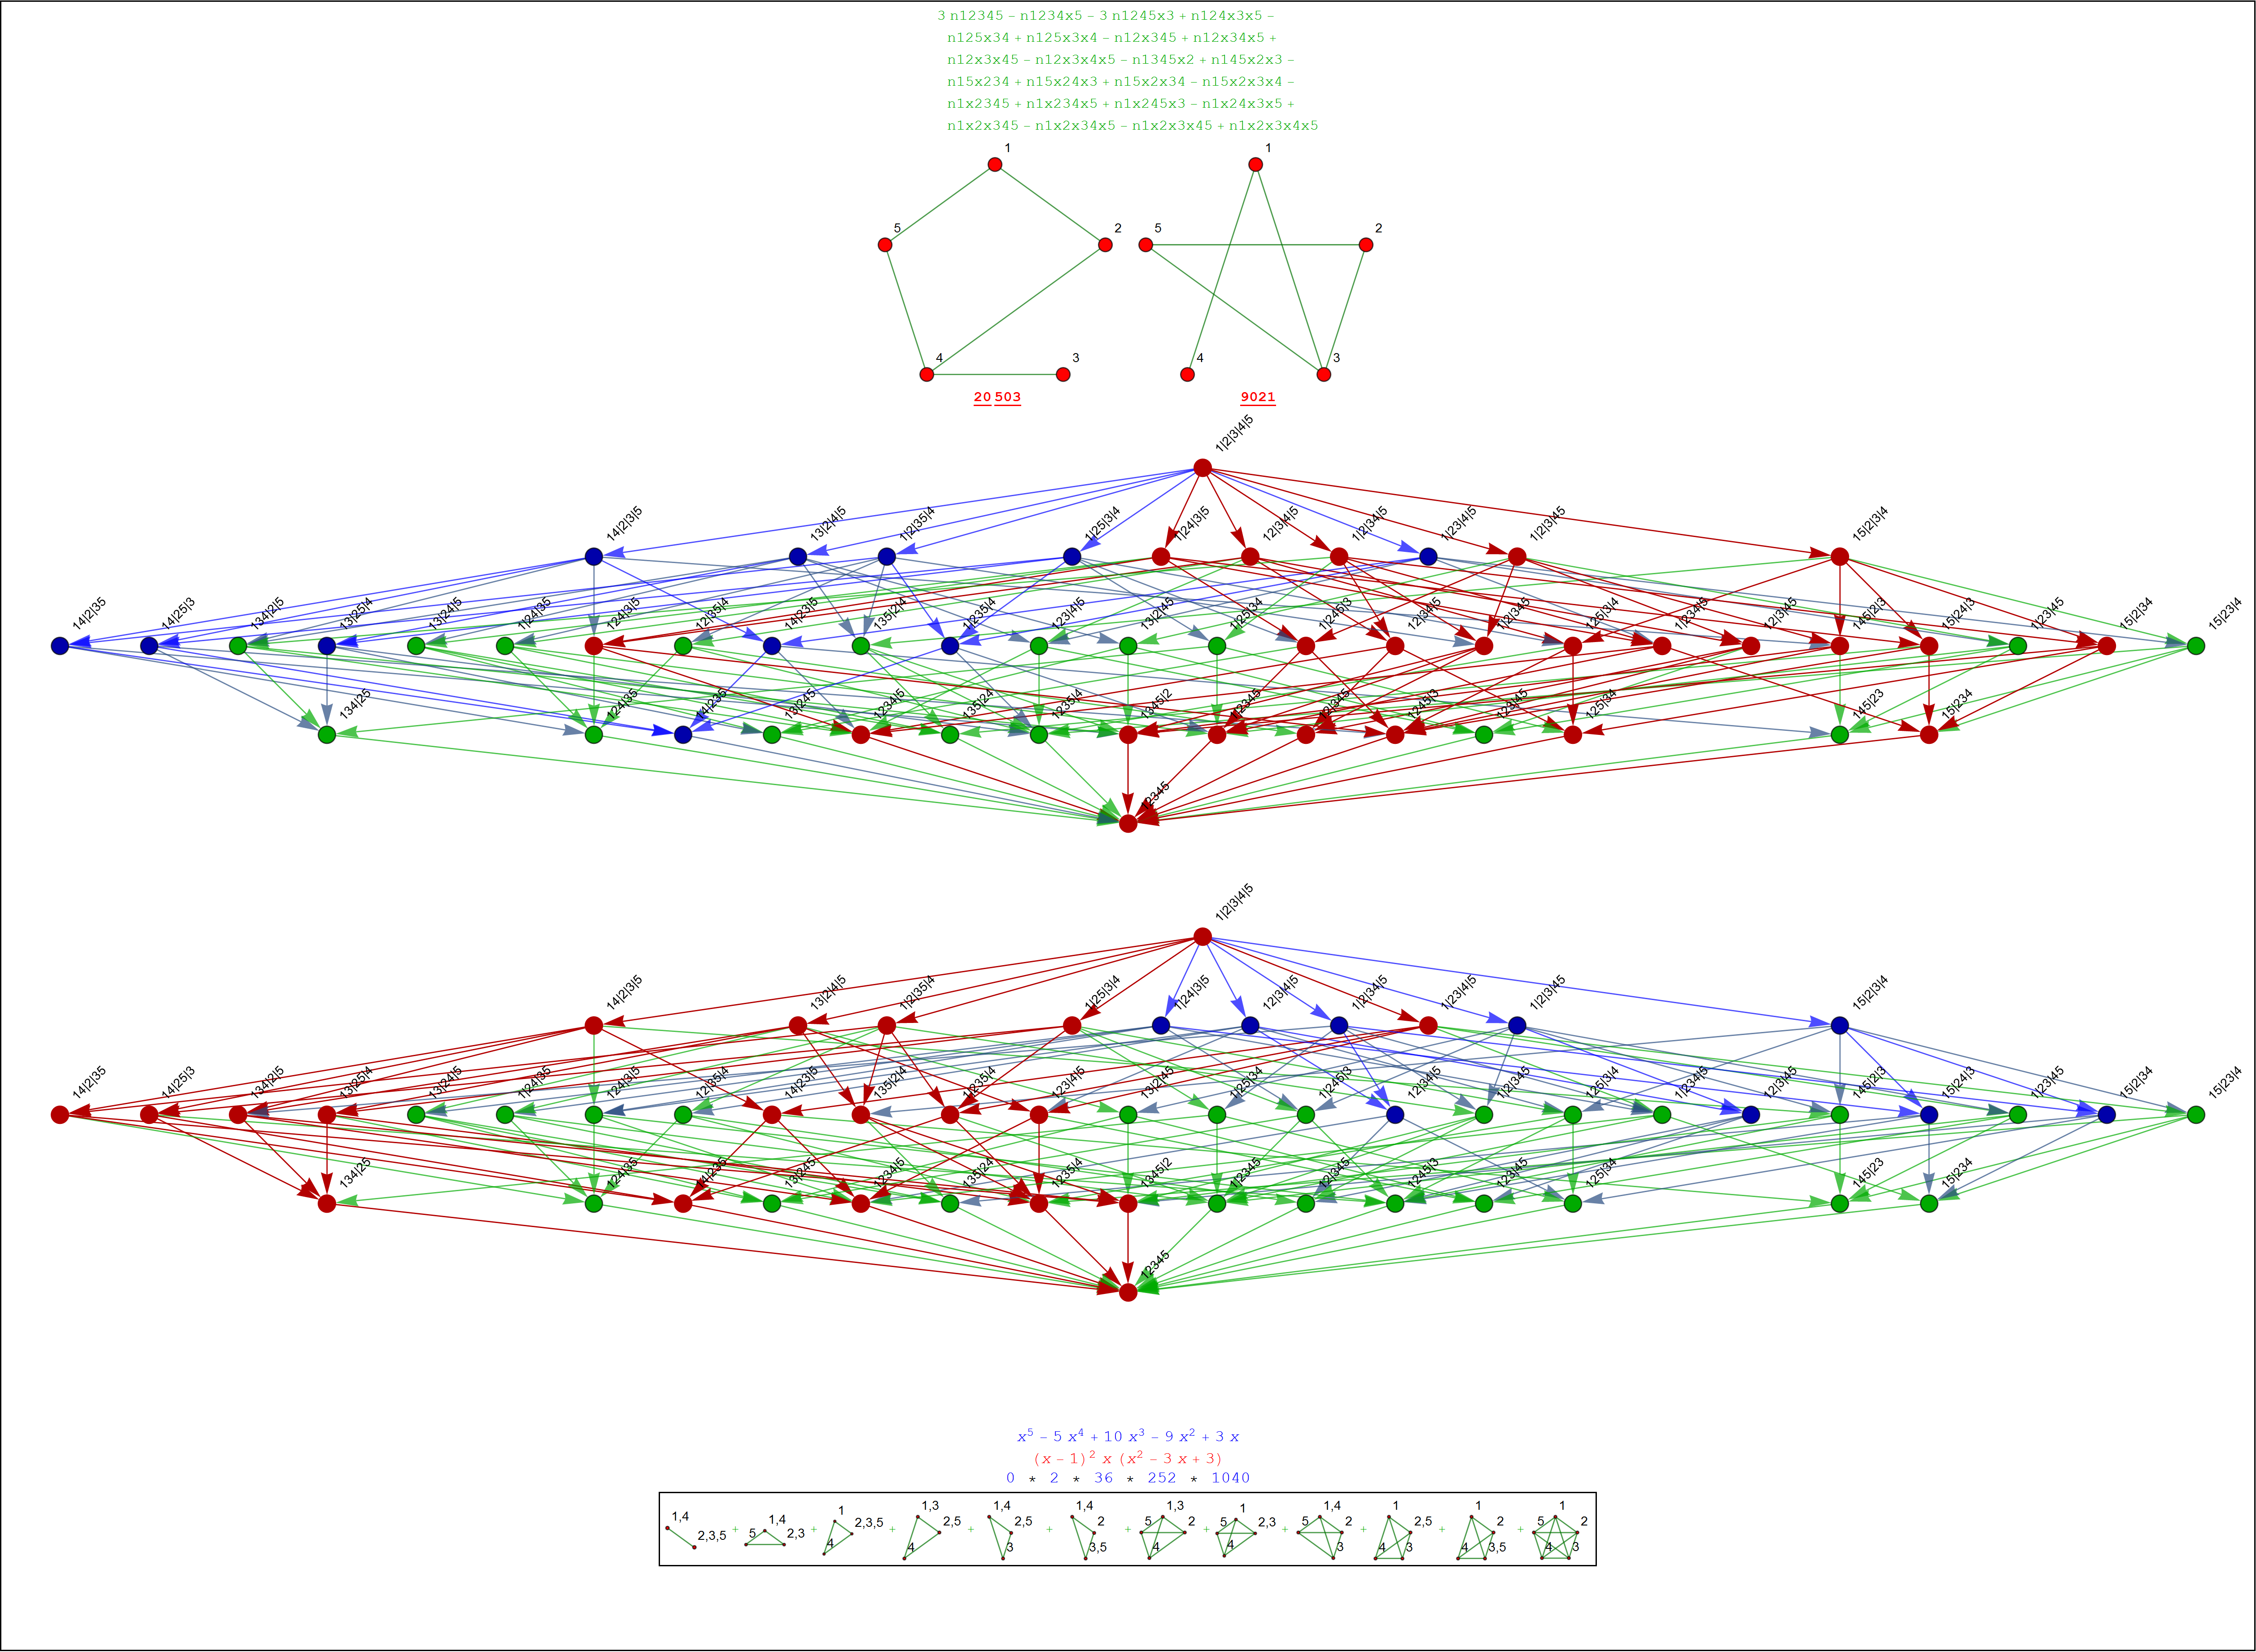 3 n12345 – n1234x5 – 3 n1245x3 + n124x3x5 –
n125x34 + n125x3x4 – n12x345 + n12x34x5 +
n12x3x45 – n12x3x4x5 – n1345x2 + n145x2x3 –
n15x234 + n15x24x3 + n15x2x34 – n15x2x3x4 –
n1x2345 + n1x234x5 + n1x245x3 – n1x24x3x5 +
n1x2x345 – n1x2x34x5 – n1x2x3x45 + n1x2x3x4x5
1 1
5 2 5 2
4 3 4 3
20 503 9021
1|2|3|4|5
14|2|3|5 13|2|4|5 1|2|35|4 1|25|3|4 1|24|3|5 12|3|4|5 1|2|34|5 1|23|4|5 1|2|3|45 15|2|3|4
14|2|35 14|25|3 134|2|5 13|25|4 13|24|5 1|24|35 124|3|5 12|35|4 14|23|5 135|2|4 1|235|4 123|4|5 13|2|45 1|25|34 1|245|3 12|34|5 1|2|345 125|3|4 1|234|5 12|3|45 145|2|3 15|24|3 1|23|45 15|2|34 15|23|4
134|25 124|35 14|235 13|245 1234|5 135|24 1235|4 1345|2 1|2345 12|345 1245|3 123|45 125|34 145|23 15|234
12345
1|2|3|4|5
14|2|3|5 13|2|4|5 1|2|35|4 1|25|3|4 1|24|3|5 12|3|4|5 1|2|34|5 1|23|4|5 1|2|3|45 15|2|3|4
14|2|35 14|25|3 134|2|5 13|25|4 13|24|5 1|24|35 124|3|5 12|35|4 14|23|5 135|2|4 1|235|4 123|4|5 13|2|45 1|25|34 1|245|3 12|34|5 1|2|345 125|3|4 1|234|5 12|3|45 145|2|3 15|24|3 1|23|45 15|2|34 15|23|4
134|25 124|35 14|235 13|245 1234|5 135|24 1235|4 1345|2 1|2345 12|345 1245|3 123|45 125|34 145|23 15|234
12345
x⁵ – 5 x⁴ + 10 x³ – 9 x² + 3 x
(x – 1)² x (x² – 3 x + 3)
0 * 2 * 36 * 252 * 1040
1,4 2,3,5 + 1,4 5 2,3 + 1 2,3,5 4 + 1,3 2,5 4 + 1,4 2,5 3 + 1,4 2 3,5 + 1,3 5 2 4 + 1 5 2,3 4 + 1,4 5 2 3 + 1 2,5 4 3 + 1 2 4 3,5 + 1 5 2 4 3